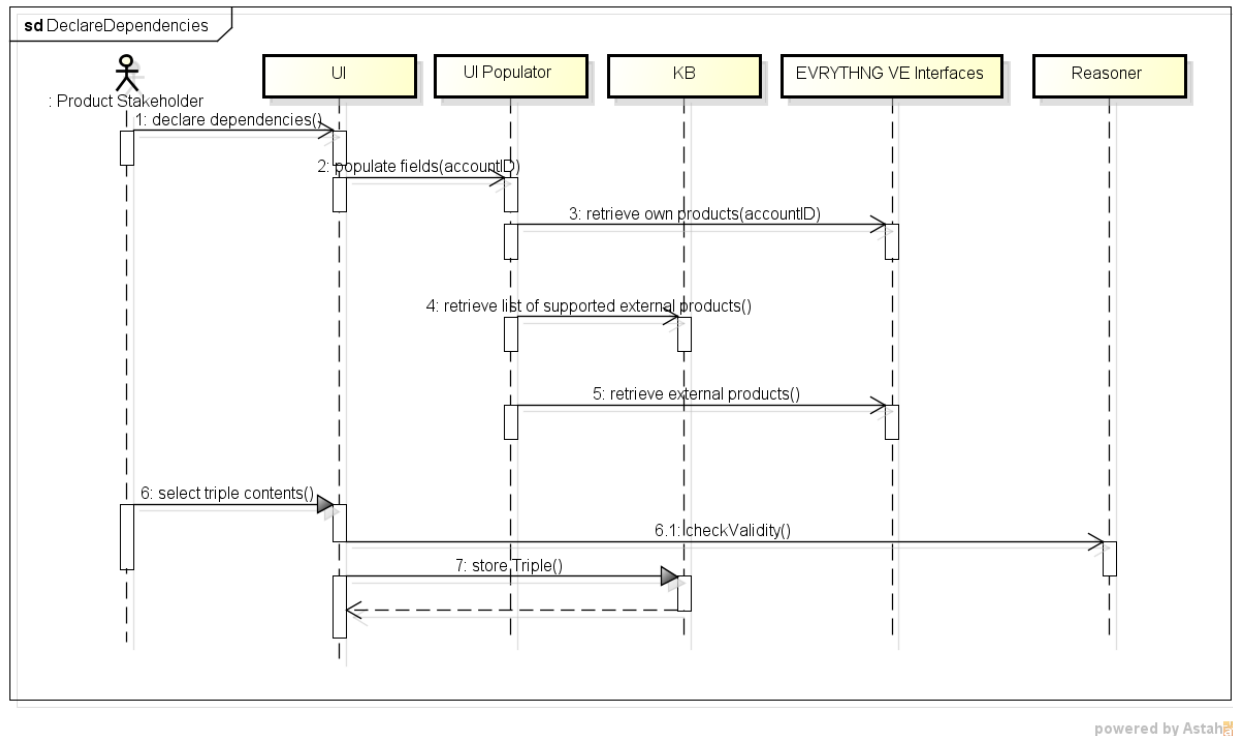 sd DeclareDependencies
: Product Stakeholder
UI
UI Populator
KB
EVRYTHNG VE Interfaces
Reasoner
1: declare dependencies()
2: populate fields(accountID)
3: retrieve own products(accountID)
4: retrieve list of supported external products()
5: retrieve external products()
6: select triple contents()
6.1: checkValidity()
7: store Triple()
powered by Astah